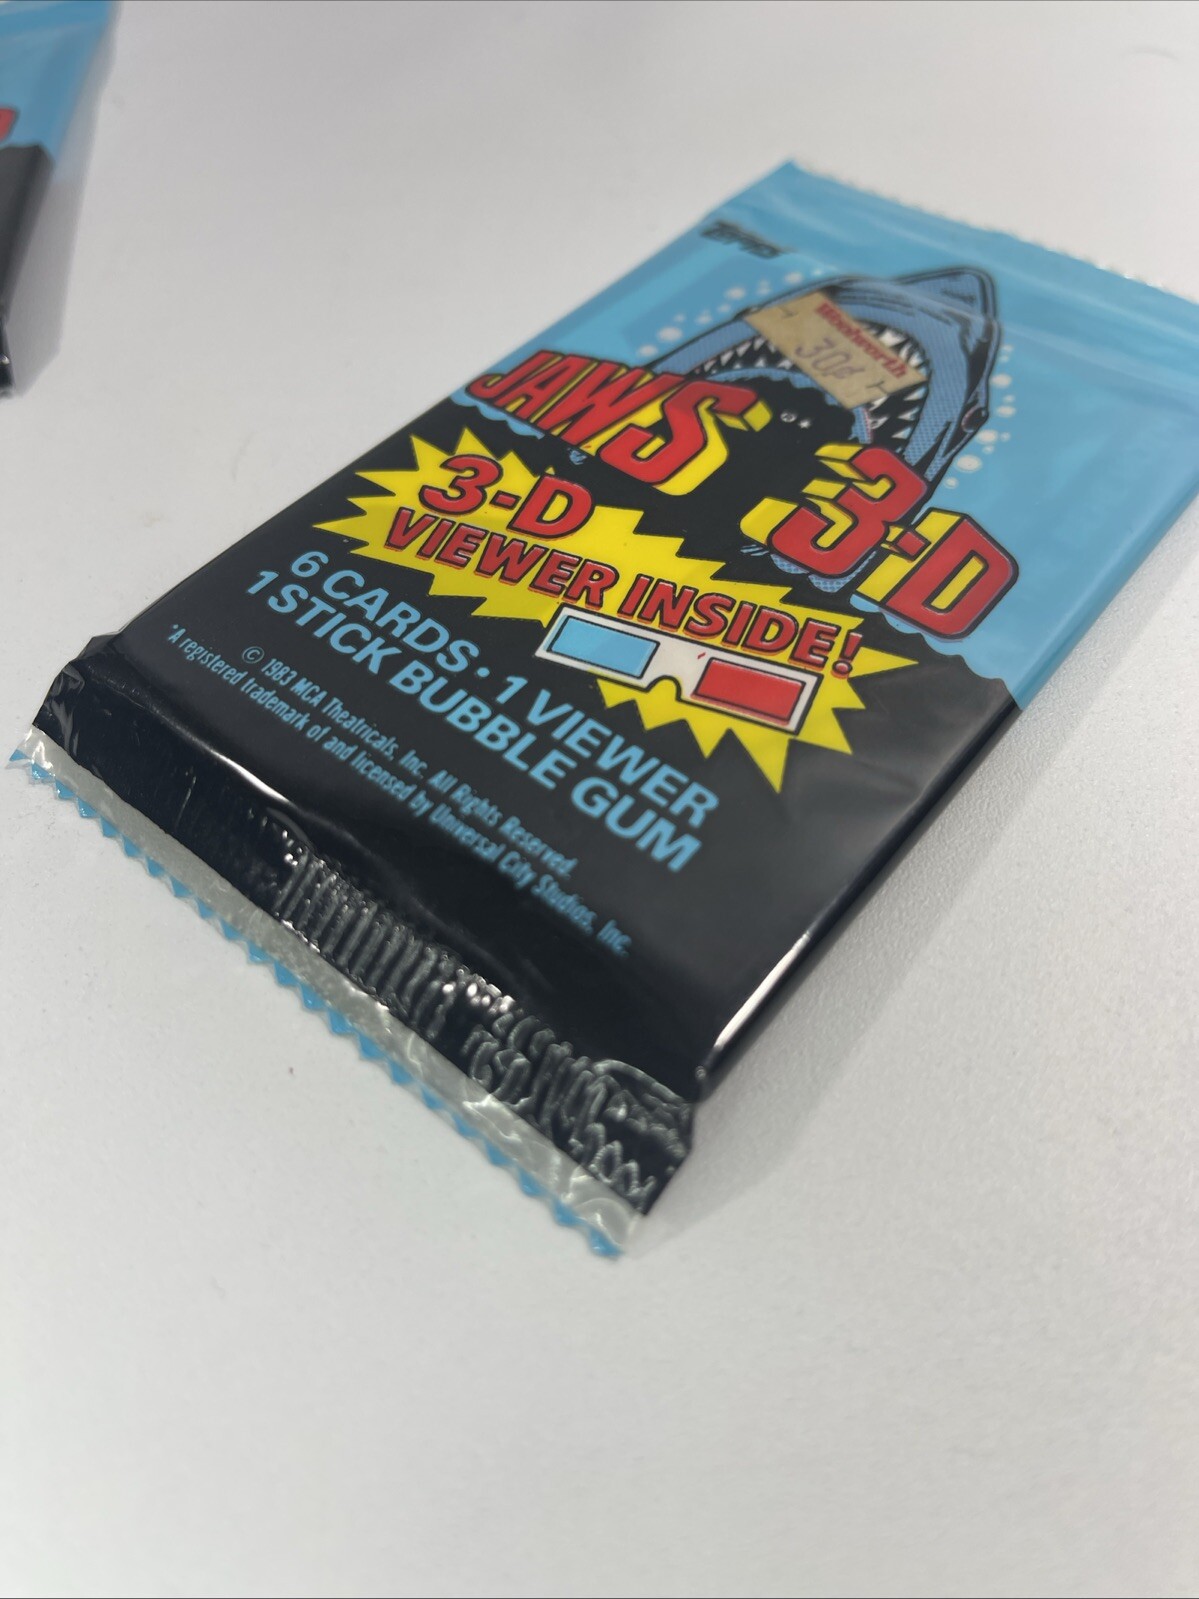 TOPPS
Woolworth
30¢
JAWS 3-D
3-D
VIEWER INSIDE!
6 CARDS · 1 VIEWER
1 STICK BUBBLE GUM
© 1983 MCA Theatricals, Inc. All Rights Reserved.
*A registered trademark of and licensed by Universal City Studios, Inc.